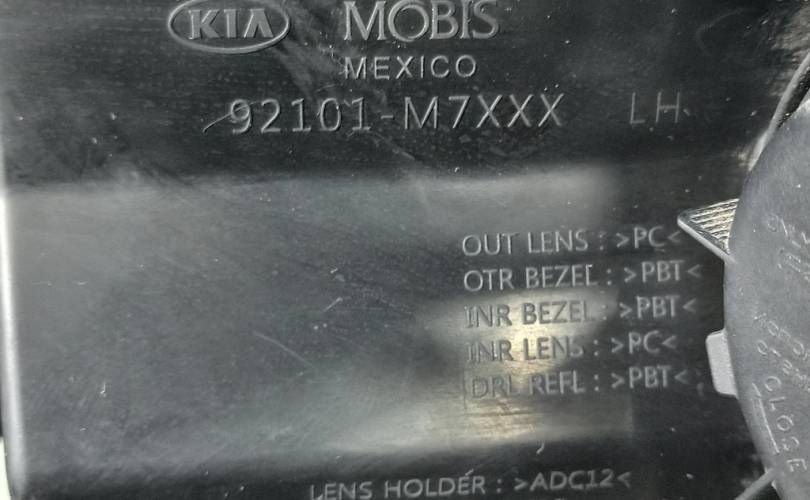 KIA MOBIS
MEXICO
92101-M7XXX LH
OUT LENS : >PC<
OTR BEZEL : >PBT<
INR BEZEL : >PBT<
INR LENS : >PC<
DRL REFL : >PBT<
LENS HOLDER : >ADC12<
CLOSE